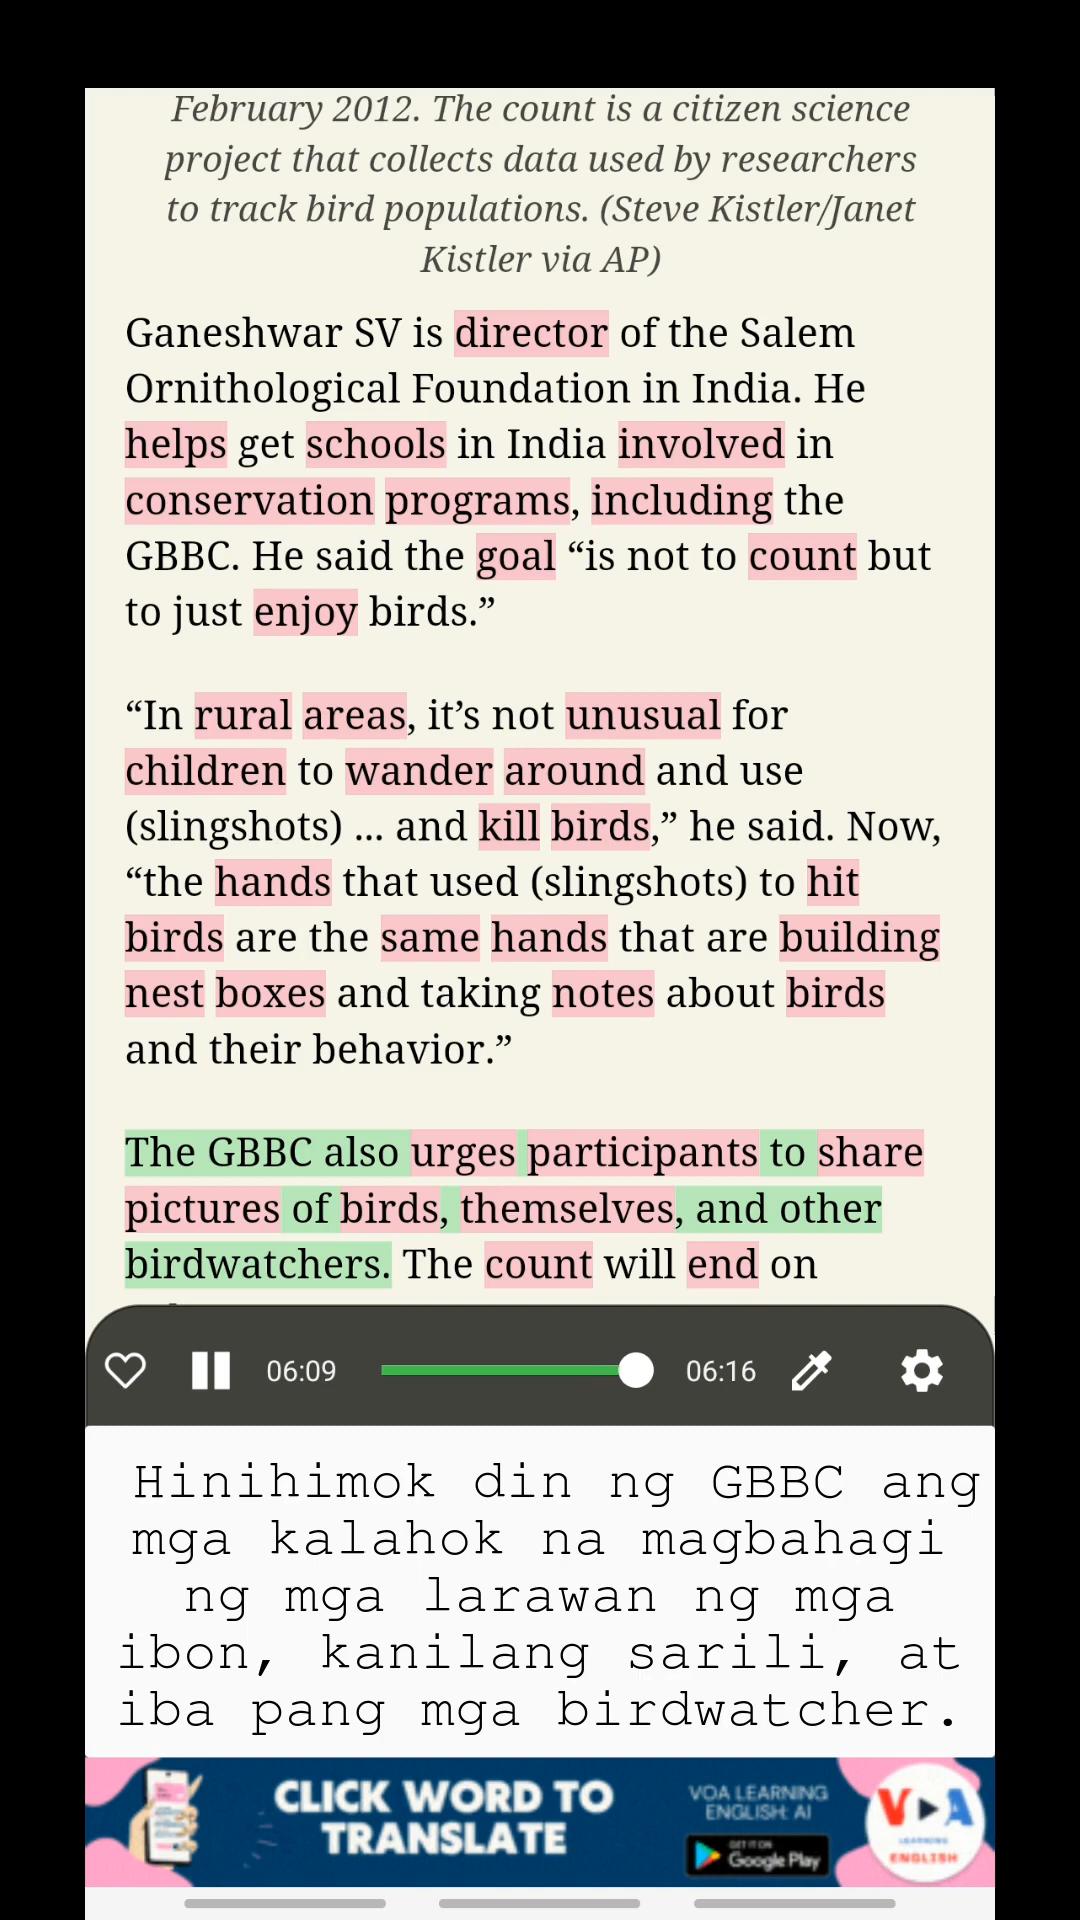 February 2012. The count is a citizen science
project that collects data used by researchers
to track bird populations. (Steve Kistler/Janet
Kistler via AP)
Ganeshwar SV is director of the Salem
Ornithological Foundation in India. He
helps get schools in India involved in
conservation programs, including the
GBBC. He said the goal “is not to count but
to just enjoy birds.”
“In rural areas, it’s not unusual for
children to wander around and use
(slingshots) ... and kill birds,” he said. Now,
“the hands that used (slingshots) to hit
birds are the same hands that are building
nest boxes and taking notes about birds
and their behavior.”
The GBBC also urges participants to share
pictures of birds, themselves, and other
birdwatchers. The count will end on
06:09 06:16
Hinihimok din ng GBBC ang
mga kalahok na magbahagi
ng mga larawan ng mga
ibon, kanilang sarili, at
iba pang mga birdwatcher.
CLICK WORD TO
TRANSLATE
VOA LEARNING
ENGLISH: AI
GET IT ON
Google Play
VOA
LEARNING
ENGLISH